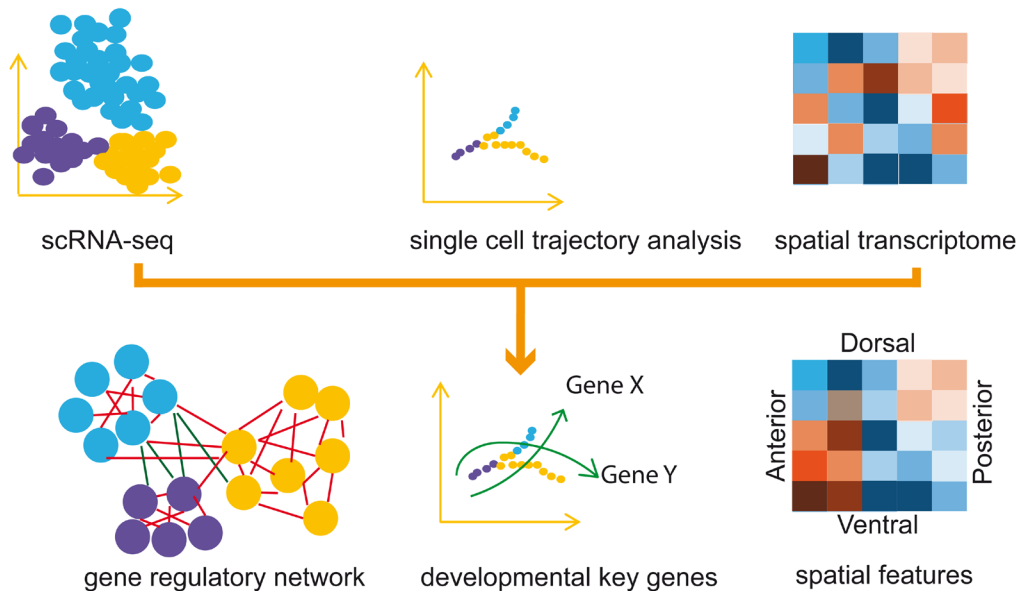 scRNA-seq
single cell trajectory analysis
spatial transcriptome
Dorsal
Gene X
Anterior
Posterior
Gene Y
Ventral
gene regulatory network
developmental key genes
spatial features